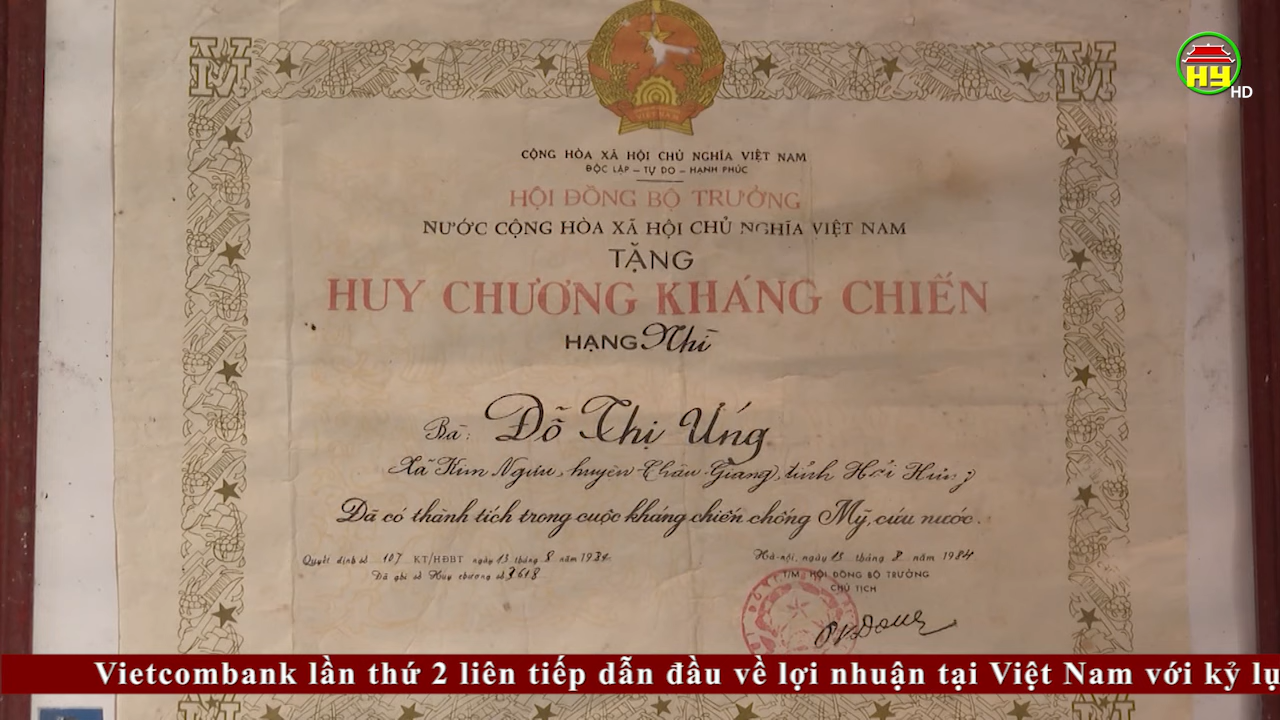 HY
HD
VIỆT NAM
CỘNG HÒA XÃ HỘI CHỦ NGHĨA VIỆT NAM
ĐỘC LẬP – TỰ DO – HẠNH PHÚC
HỘI ĐỒNG BỘ TRƯỞNG
NƯỚC CỘNG HÒA XÃ HỘI CHỦ NGHĨA VIỆT NAM
TẶNG
HUY CHƯƠNG KHÁNG CHIẾN
HẠNG Nhì
Bà: Đỗ Thị Ứng
Xã Kim Ngưu, huyện Châu Giang, tỉnh Hải Hưng
Đã có thành tích trong cuộc kháng chiến chống Mỹ, cứu nước.
Quyết định số 107 KT/HĐBT ngày 13 tháng 8 năm 1984
Đã ghi sổ Huy chương số
Hà-nội, ngày 13 tháng 8 năm 1984
T/M HỘI ĐỒNG BỘ TRƯỞNG
CHỦ TỊCH
PVDong
Vietcombank lần thứ 2 liên tiếp dẫn đầu về lợi nhuận tại Việt Nam với kỷ lụ